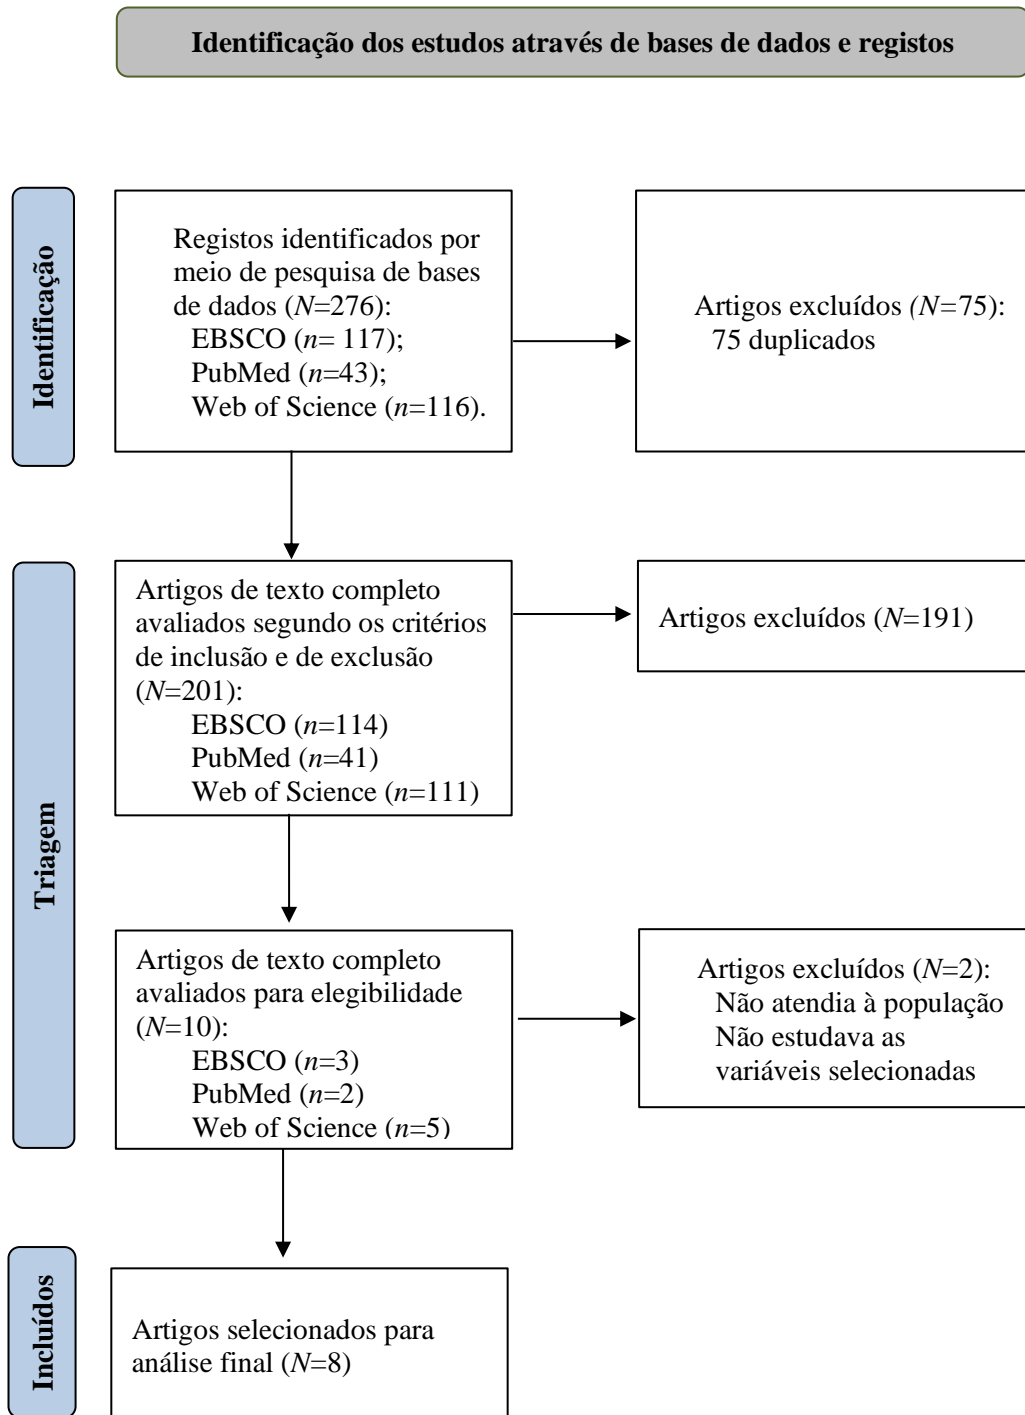 Identificação dos estudos através de bases de dados e registos
Identificação
Registos identificados por
meio de pesquisa de bases
de dados (N=276):
EBSCO (n= 117);
PubMed (n=43);
Web of Science (n=116).
Artigos excluídos (N=75):
75 duplicados
Triagem
Artigos de texto completo
avaliados segundo os critérios
de inclusão e de exclusão
(N=201):
EBSCO (n=114)
PubMed (n=41)
Web of Science (n=111)
Artigos excluídos (N=191)
Artigos de texto completo
avaliados para elegibilidade
(N=10):
EBSCO (n=3)
PubMed (n=2)
Web of Science (n=5)
Artigos excluídos (N=2):
Não atendia à população
Não estudava as
variáveis selecionadas
Incluídos
Artigos selecionados para
análise final (N=8)